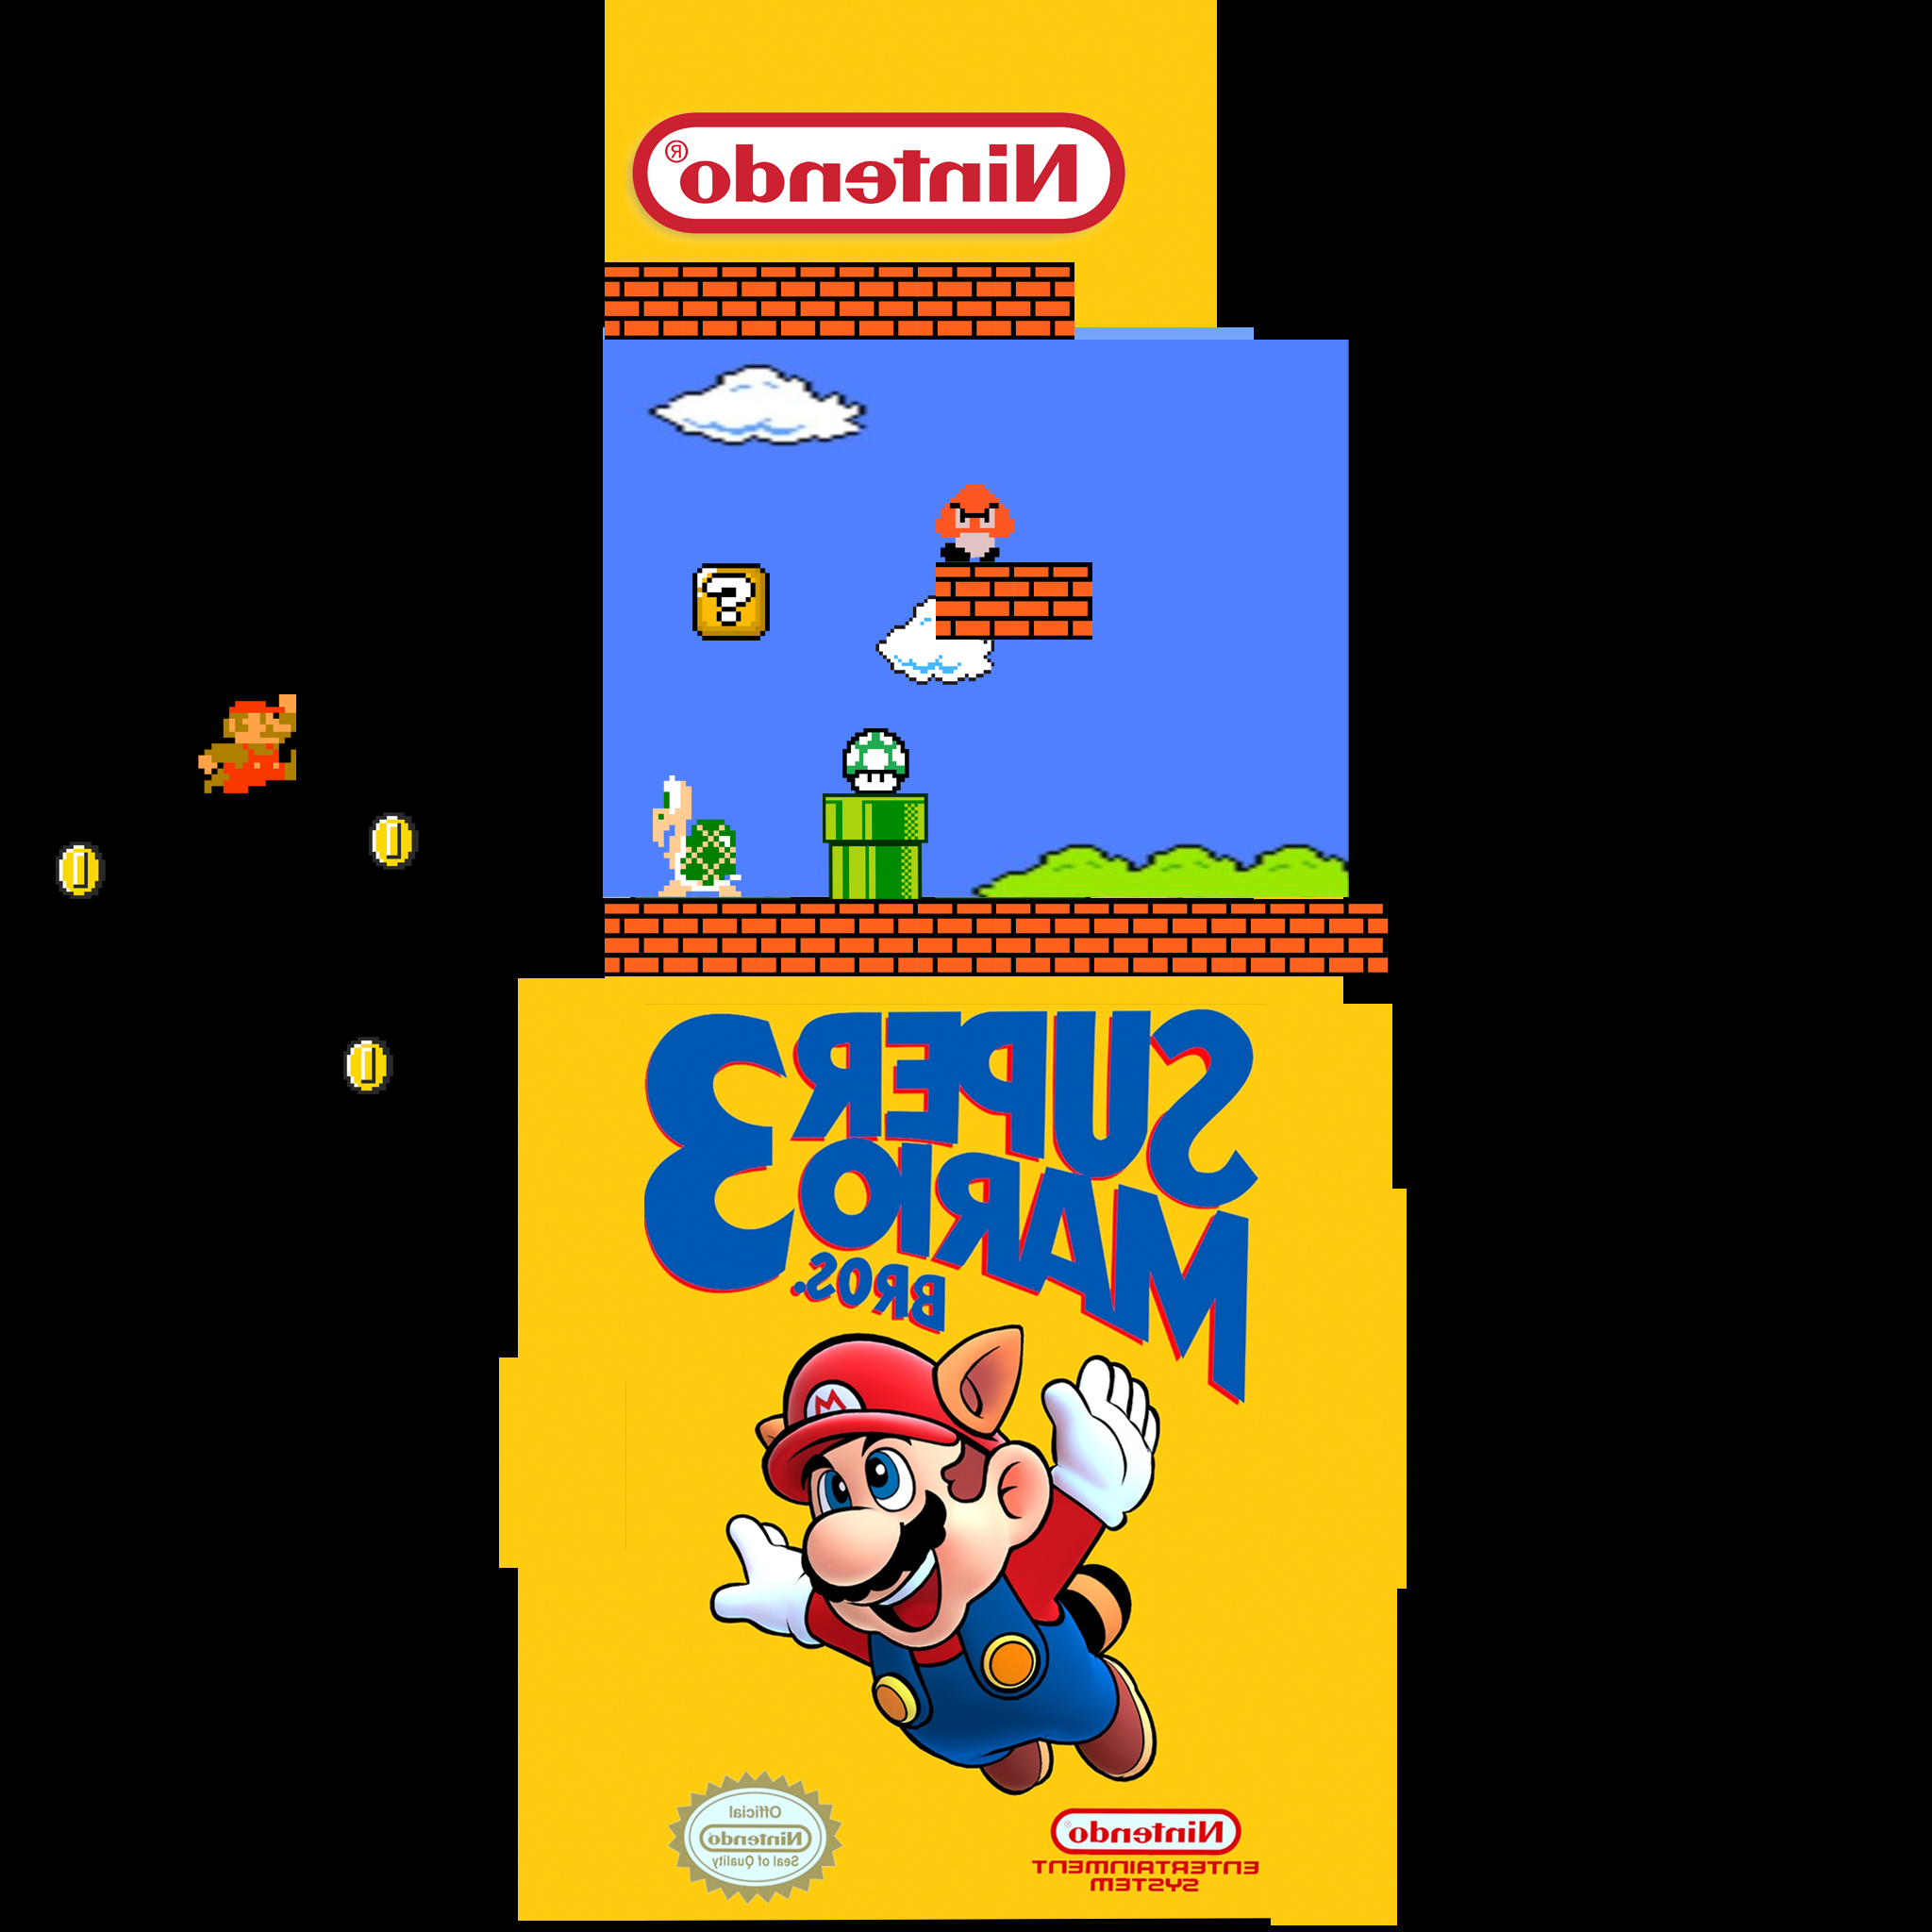 Nintendo®
?
SUPER
MARIO
BROS.
3
M
Official
Nintendo
Seal of Quality
Nintendo®
ENTERTAINMENT
SYSTEM